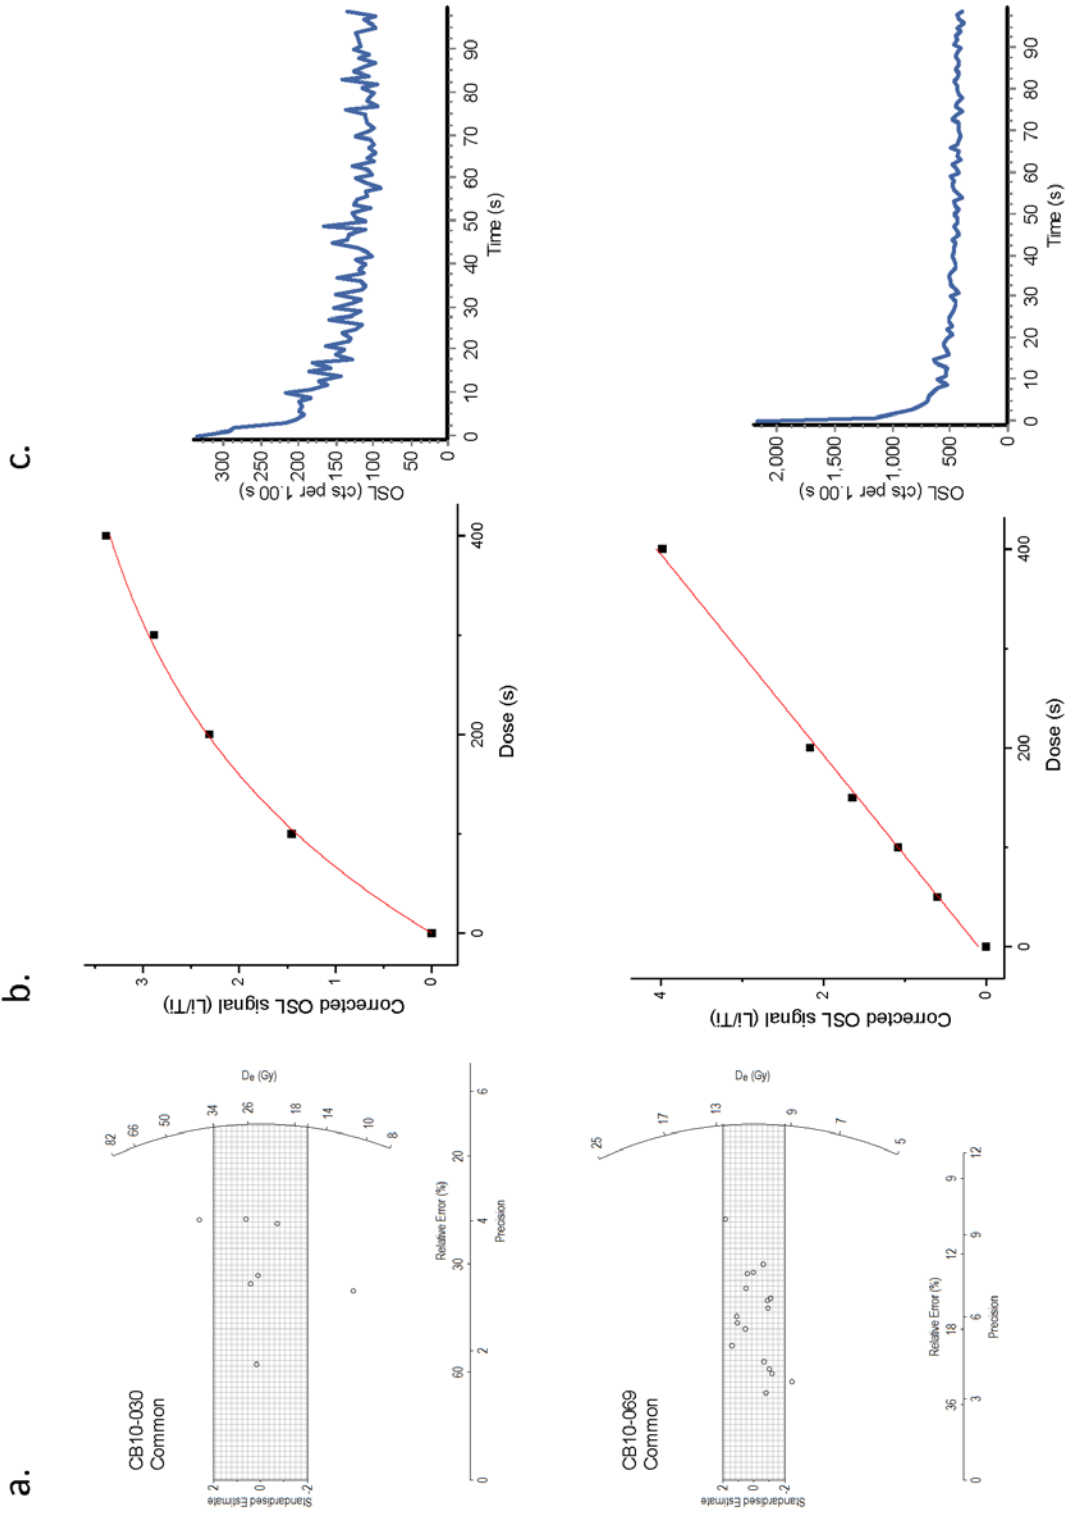 a.
CB10-030
Common
Standardised Estimate
2
0
-2
82
66
50
34
26
18
14
10
8
De (Gy)
Relative Error (%)
60
30
20
0
2
4
6
Precision
CB10-069
Common
Standardised Estimate
2
0
-2
25
17
13
9
7
5
De (Gy)
Relative Error (%)
36
18
12
9
9
0
3
6
9
12
Precision
b.
Corrected OSL signal (Li/Ti)
3
2
1
0
0
200
400
Dose (s)
Corrected OSL signal (Li/Ti)
4
2
0
0
200
400
Dose (s)
c.
OSL (cts per 1.00 s)
300
250
200
150
100
50
0
0 10 20 30 40 50 60 70 80 90
Time (s)
OSL (cts per 1.00 s)
2,000
1,500
1,000
500
0
0 10 20 30 40 50 60 70 80 90
Time (s)